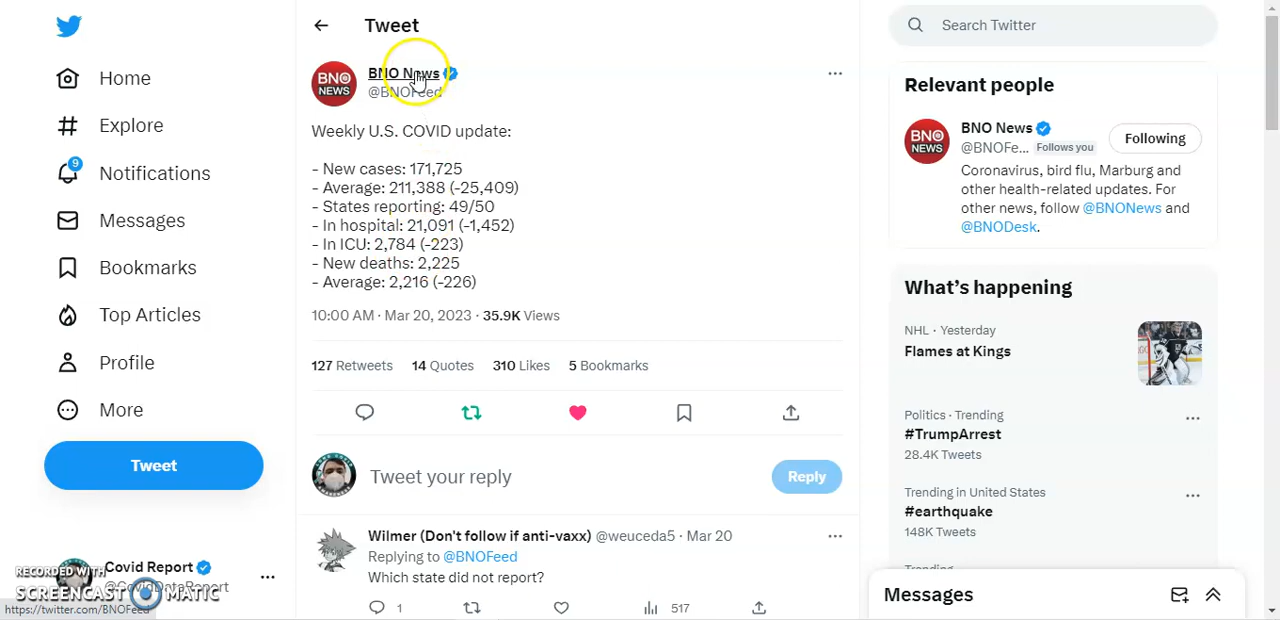 Home
Explore
9
Notifications
Messages
Bookmarks
Top Articles
Profile
More
Tweet
Covid Report
@CovidDataReport
RECORDED WITH
SCREENCAST MATIC
https://twitter.com/BNOFeed
Tweet
BNO NEWS
BNO News
@BNOFeed
Weekly U.S. COVID update:
- New cases: 171,725
- Average: 211,388 (-25,409)
- States reporting: 49/50
- In hospital: 21,091 (-1,452)
- In ICU: 2,784 (-223)
- New deaths: 2,225
- Average: 2,216 (-226)
10:00 AM · Mar 20, 2023 · 35.9K Views
127 Retweets 14 Quotes 310 Likes 5 Bookmarks
Tweet your reply
Reply
Wilmer (Don't follow if anti-vaxx) @weuceda5 · Mar 20
Replying to @BNOFeed
Which state did not report?
1 517
Search Twitter
Relevant people
BNO NEWS
BNO News
@BNOFe... Follows you
Following
Coronavirus, bird flu, Marburg and
other health-related updates. For
other news, follow @BNONews and
@BNODesk.
What's happening
NHL · Yesterday
Flames at Kings
Politics · Trending
#TrumpArrest
28.4K Tweets
Trending in United States
#earthquake
148K Tweets
Trending
Messages